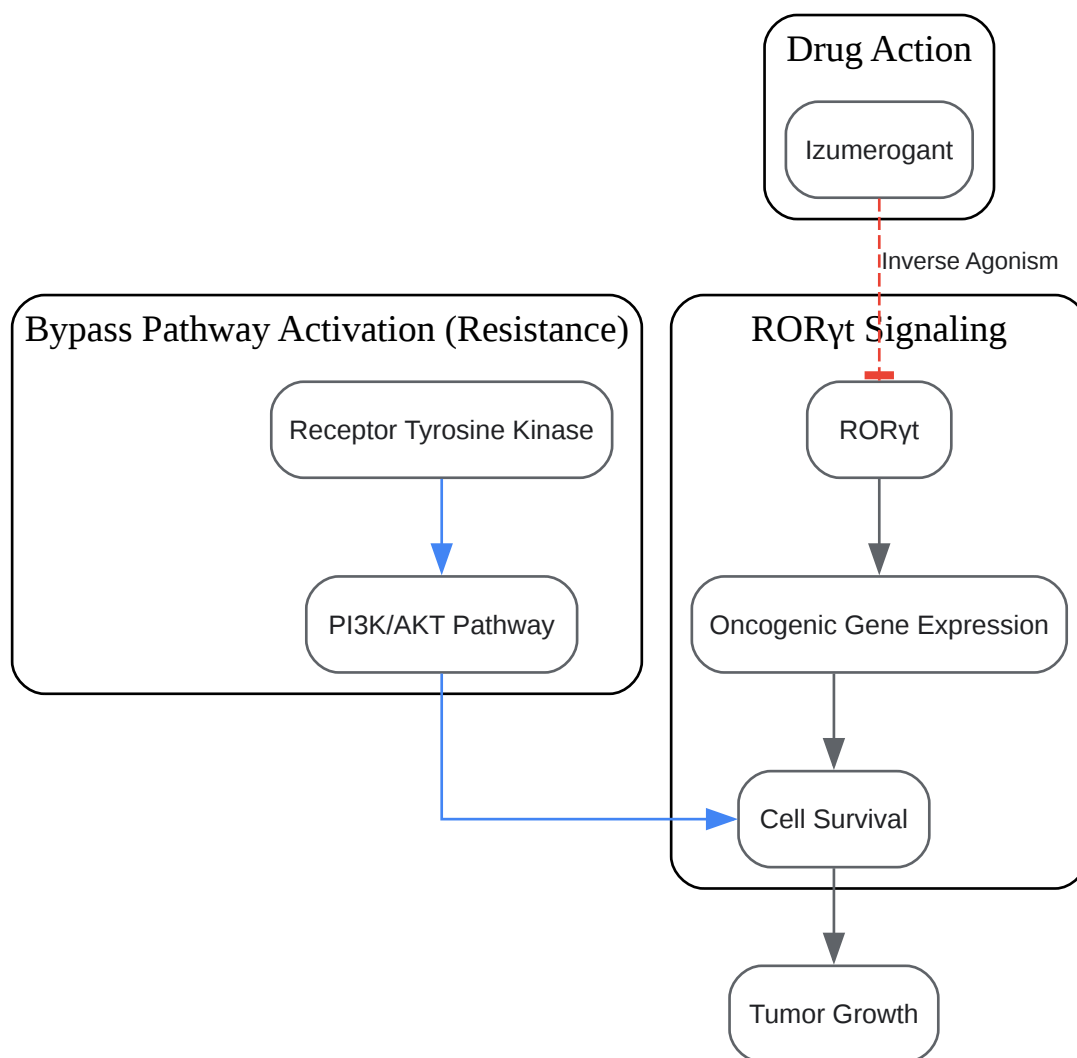 Drug Action
Izumerogant
Inverse Agonism
Bypass Pathway Activation (Resistance)
RORγt Signaling
Receptor Tyrosine Kinase
RORγt
PI3K/AKT Pathway
Oncogenic Gene Expression
Cell Survival
Tumor Growth